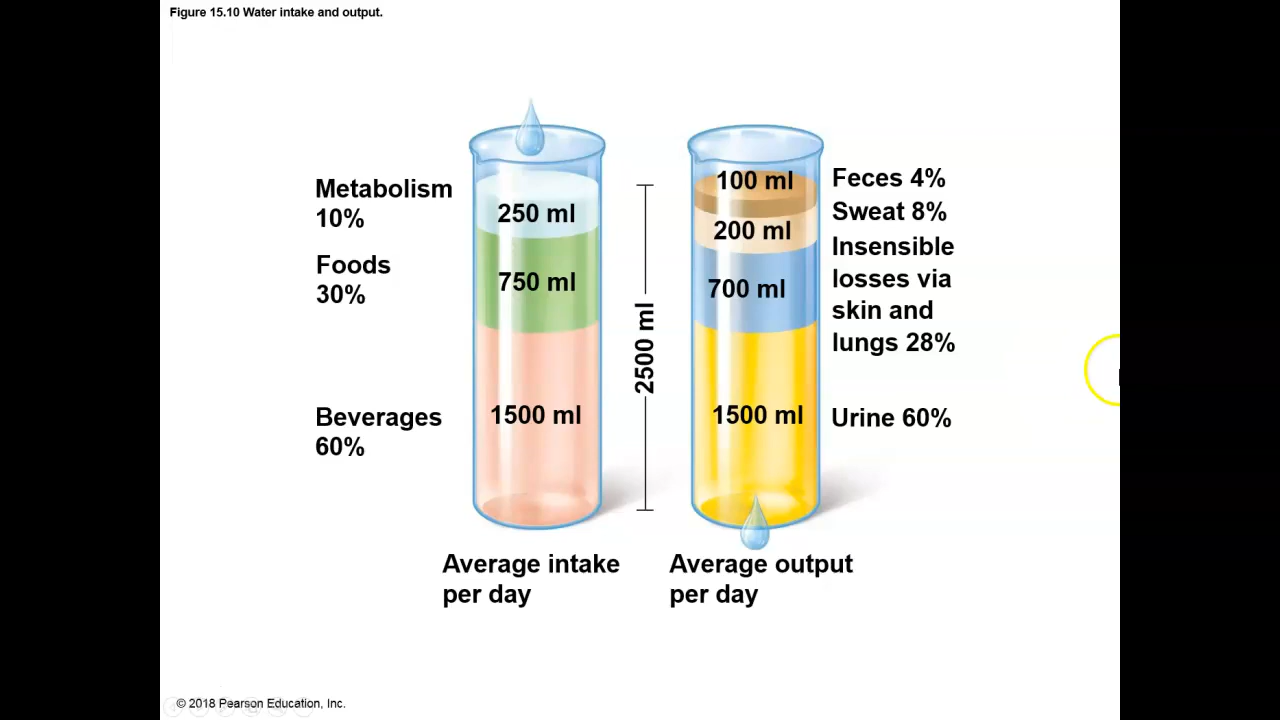 Figure 15.10 Water intake and output.
Metabolism
10%
Foods
30%
Beverages
60%
250 ml
750 ml
1500 ml
2500 ml
100 ml
200 ml
700 ml
1500 ml
Feces 4%
Sweat 8%
Insensible
losses via
skin and
lungs 28%
Urine 60%
Average intake
per day
Average output
per day
© 2018 Pearson Education, Inc.